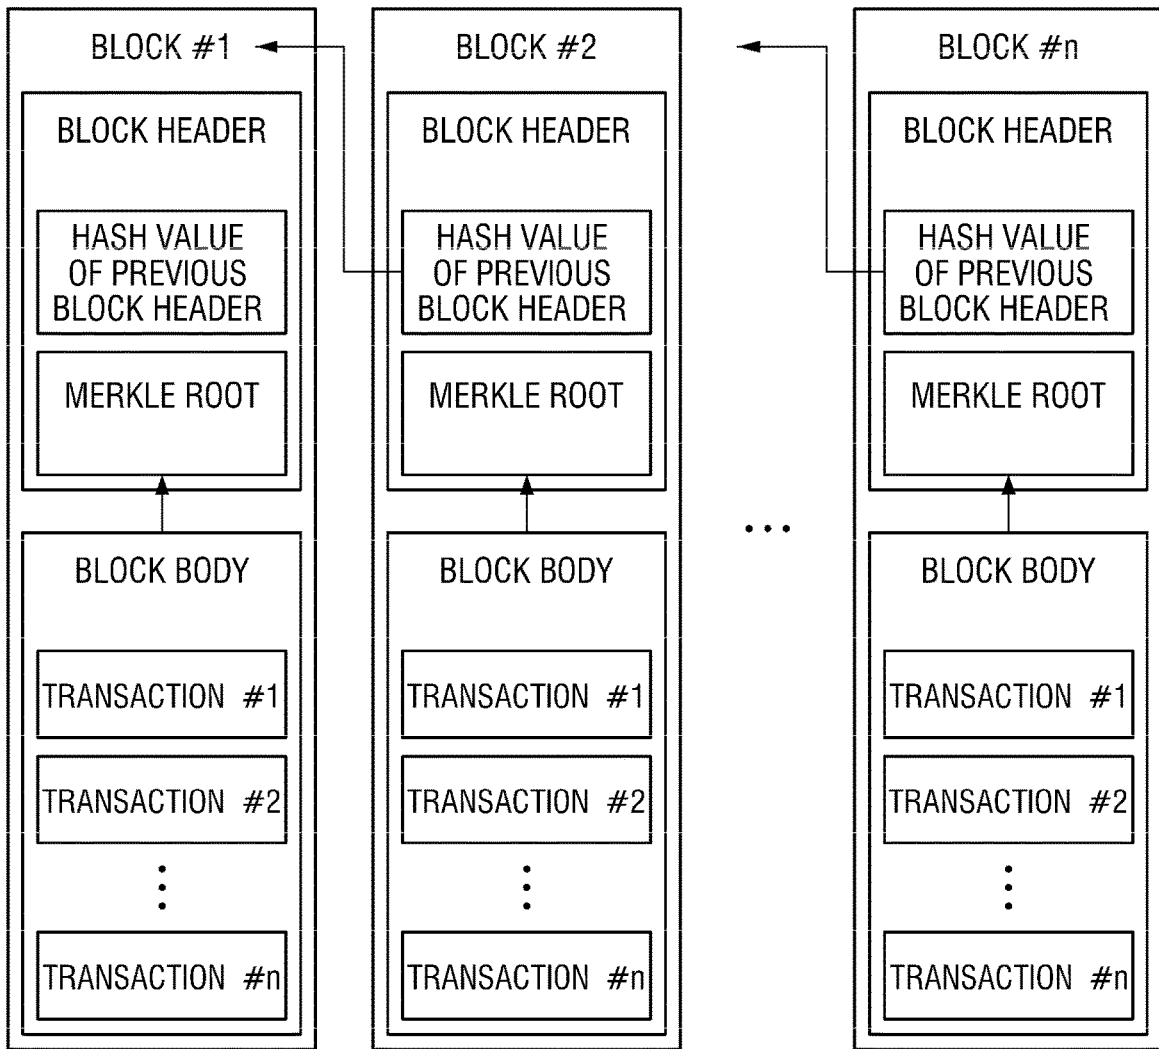 BLOCK #1
BLOCK HEADER
HASH VALUE
OF PREVIOUS
BLOCK HEADER
MERKLE ROOT
BLOCK BODY
TRANSACTION #1
TRANSACTION #2
TRANSACTION #n
BLOCK #2
BLOCK HEADER
HASH VALUE
OF PREVIOUS
BLOCK HEADER
MERKLE ROOT
BLOCK BODY
TRANSACTION #1
TRANSACTION #2
TRANSACTION #n
BLOCK #n
BLOCK HEADER
HASH VALUE
OF PREVIOUS
BLOCK HEADER
MERKLE ROOT
BLOCK BODY
TRANSACTION #1
TRANSACTION #2
TRANSACTION #n